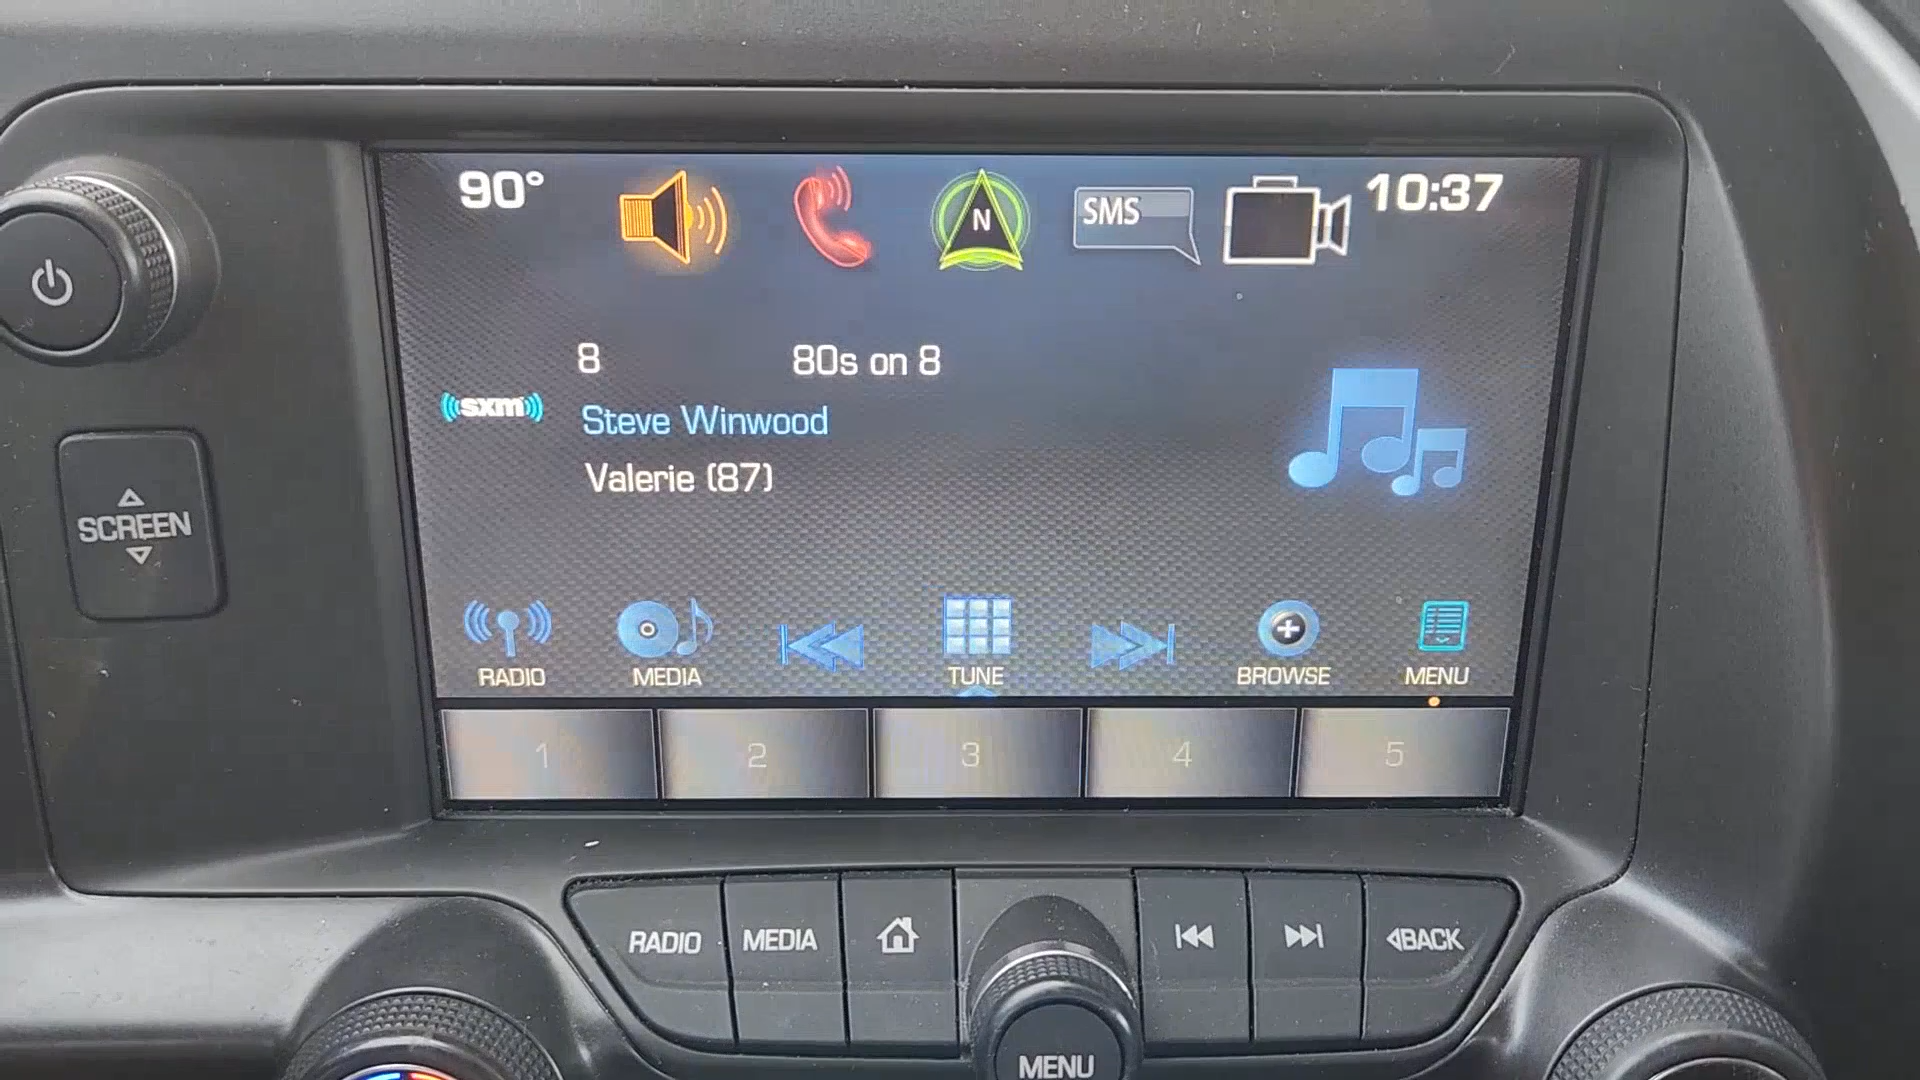 90°
N
SMS
10:37
8 80s on 8
((sxm))
Steve Winwood
Valerie (87)
RADIO MEDIA TUNE BROWSE MENU
1 2 3 4 5
SCREEN
RADIO MEDIA BACK
MENU